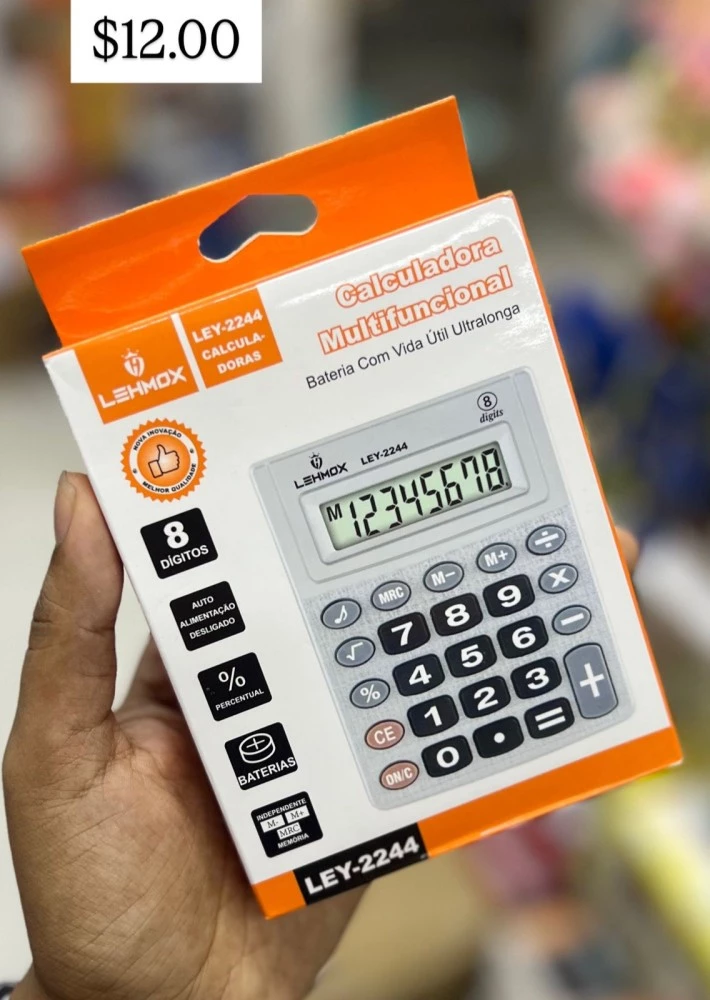 $12.00
LEHMOX
LEY-2244
CALCULA-
DORAS
Calculadora
Multifuncional
Bateria Com Vida Útil Ultralonga
NOVA INOVAÇÃO
MELHOR QUALIDADE
8
DÍGITOS
AUTO
ALIMENTAÇÃO
DESLIGADO
%
PERCENTUAL
BATERIAS
INDEPENDENTE
M- M+
MRC
MEMÓRIA
LEHMOX LEY-2244
8
digits
M 12345678.
♪ MRC M− M+ ÷
√ 7 8 9 ×
% 4 5 6 −
CE 1 2 3 +
ON/C 0 • =
LEY-2244